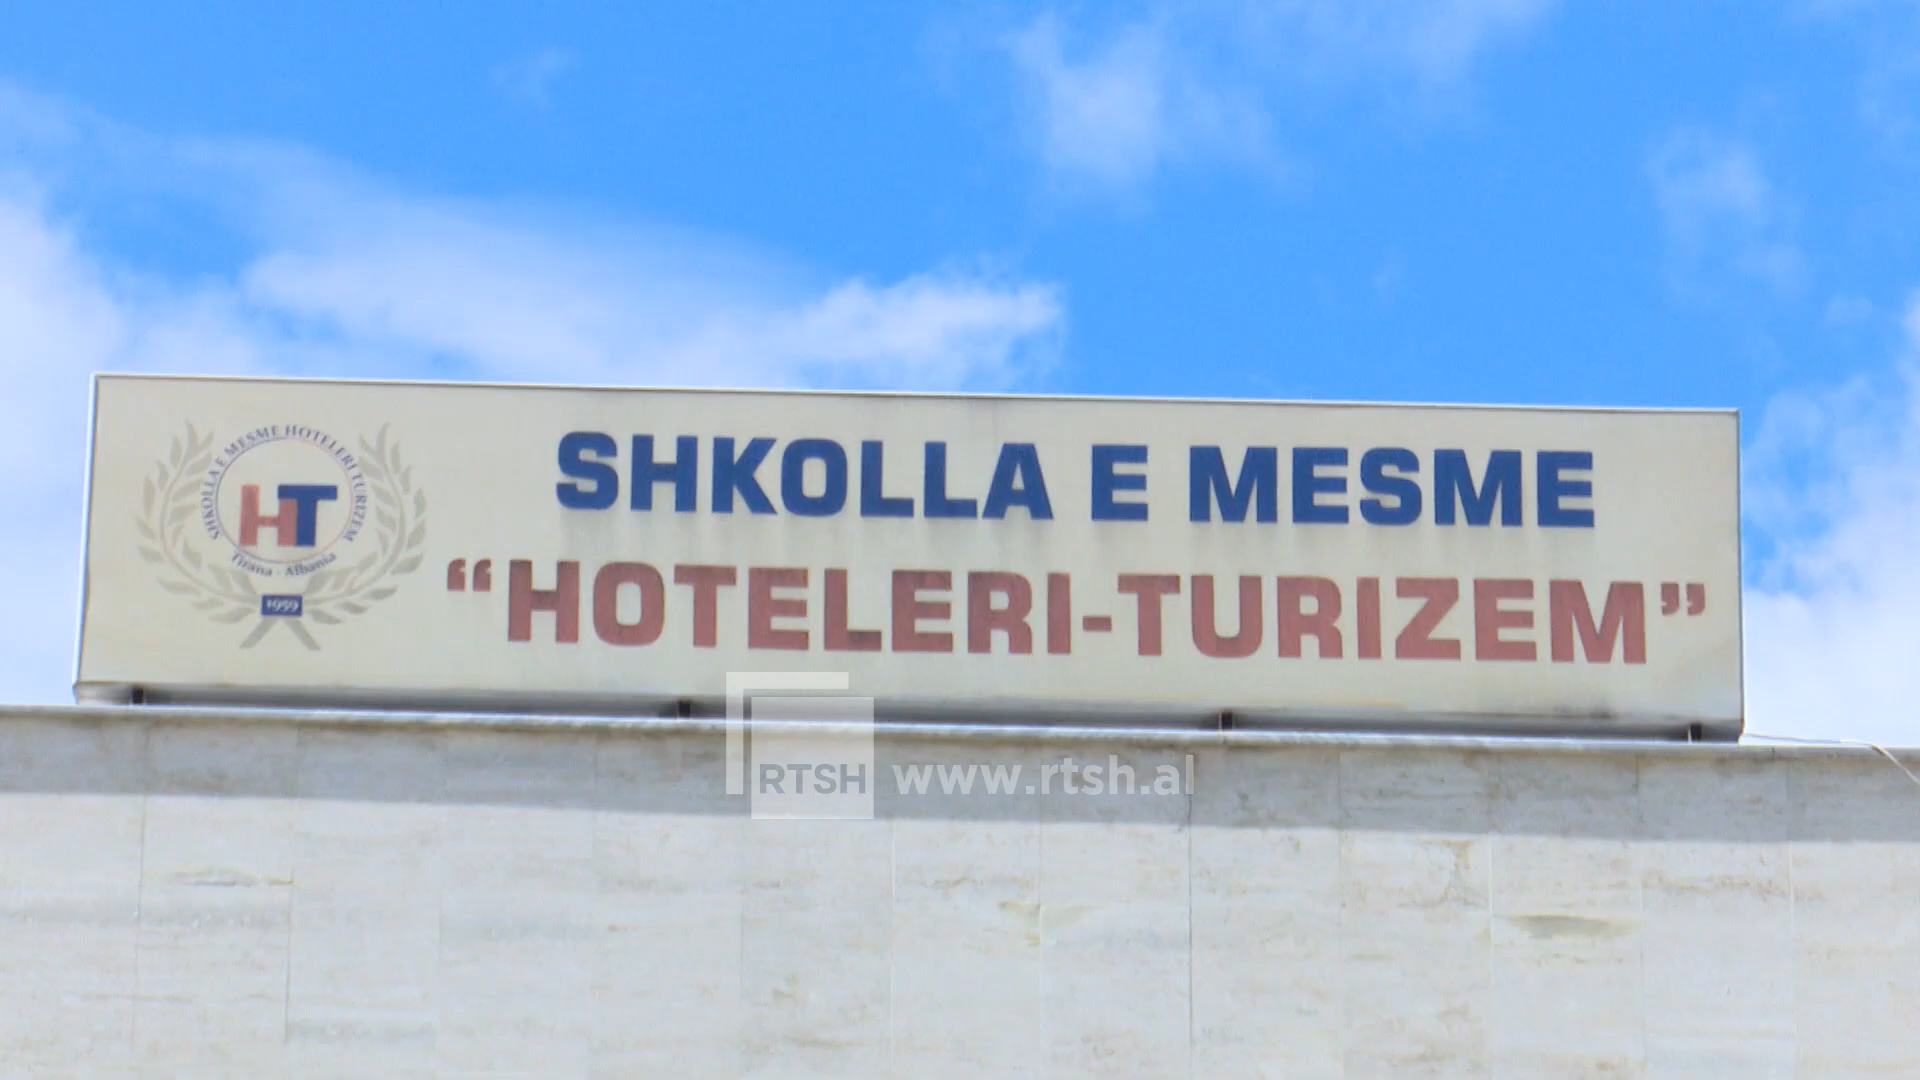 SHKOLLA E MESME HOTELERI TURIZEM
HT
Tirana - Albania
1959
SHKOLLA E MESME
“HOTELERI-TURIZEM”
RTSH www.rtsh.al